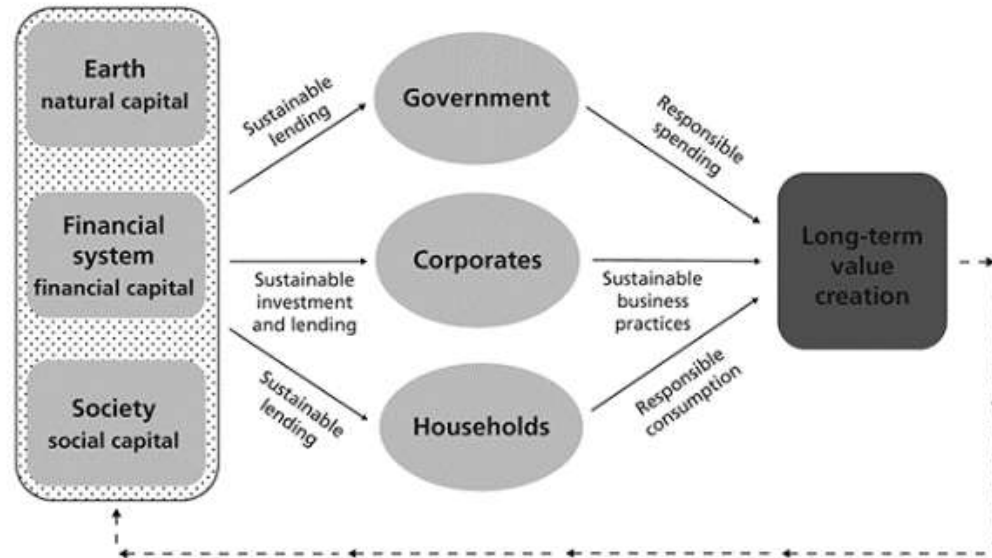 Earth
natural capital
Financial
system
financial capital
Society
social capital
Sustainable
lending
Sustainable
investment
and lending
Sustainable
lending
Government
Corporates
Households
Responsible
spending
Sustainable
business
practices
Responsible
consumption
Long-term
value
creation